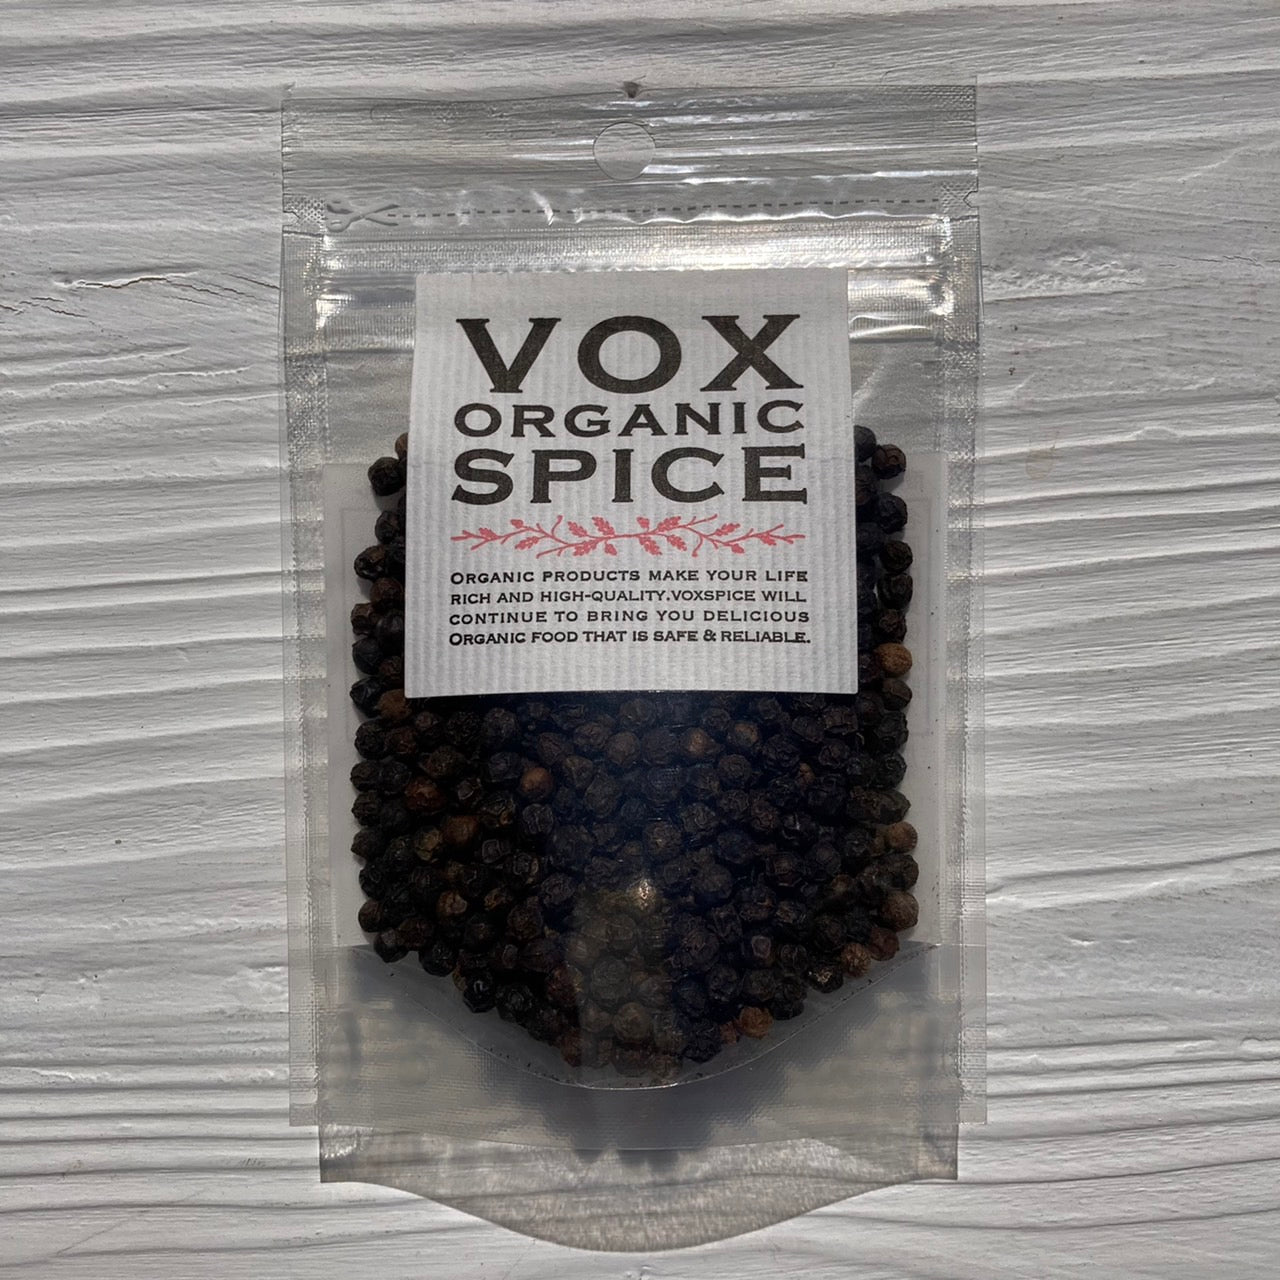 VOX
ORGANIC
SPICE
ORGANIC PRODUCTS MAKE YOUR LIFE
RICH AND HIGH-QUALITY.VOXSPICE WILL
CONTINUE TO BRING YOU DELICIOUS
ORGANIC FOOD THAT IS SAFE & RELIABLE.